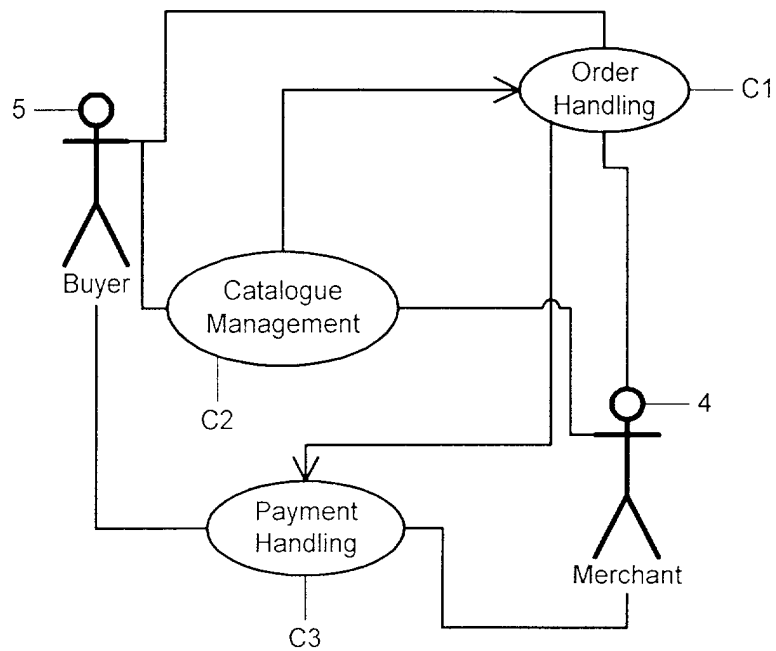 Order
Handling
C1
5
Buyer
Catalogue
Management
C2
4
Payment
Handling
Merchant
C3